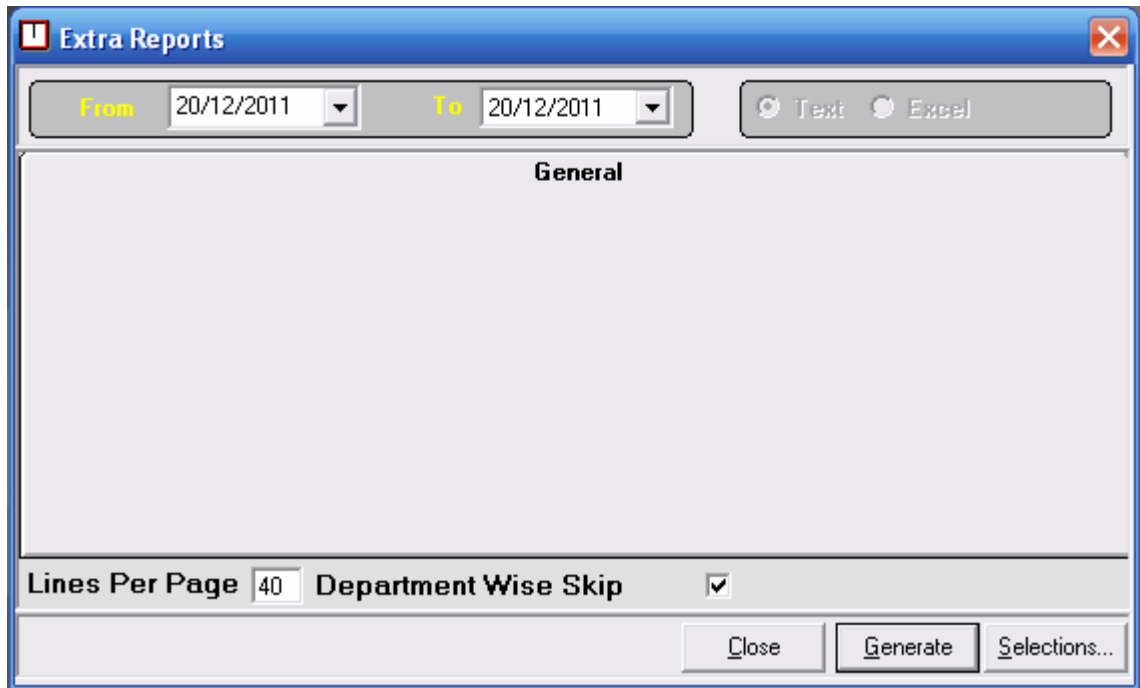 Extra Reports
From 20/12/2011 To 20/12/2011 Text Excel
General
Lines Per Page 40 Department Wise Skip
Close Generate Selections...